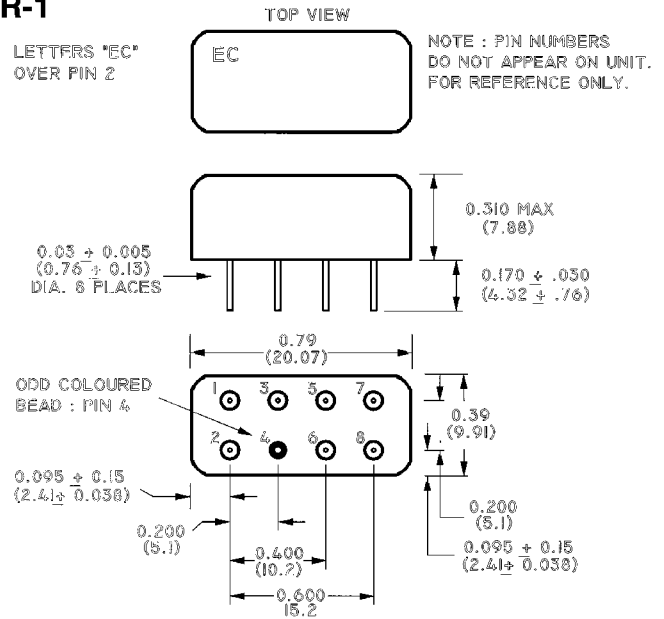 R-1
TOP VIEW
LETTERS "EC"
OVER PIN 2
EC
NOTE : PIN NUMBERS
DO NOT APPEAR ON UNIT.
FOR REFERENCE ONLY.
0.310 MAX
(7.88)
0.03 ± 0.005
(0.76 ± 0.13)
DIA. 8 PLACES
0.170 ± .030
(4.32 ± .76)
0.79
(20.07)
ODD COLOURED
BEAD : PIN 4
1 3 5 7
2 4 6 8
0.39
(9.91)
0.095 ± 0.15
(2.41± 0.038)
0.200
(5.1)
0.200
(5.1)
0.400
(10.2)
0.095 ± 0.15
(2.41± 0.038)
0.600
15.2